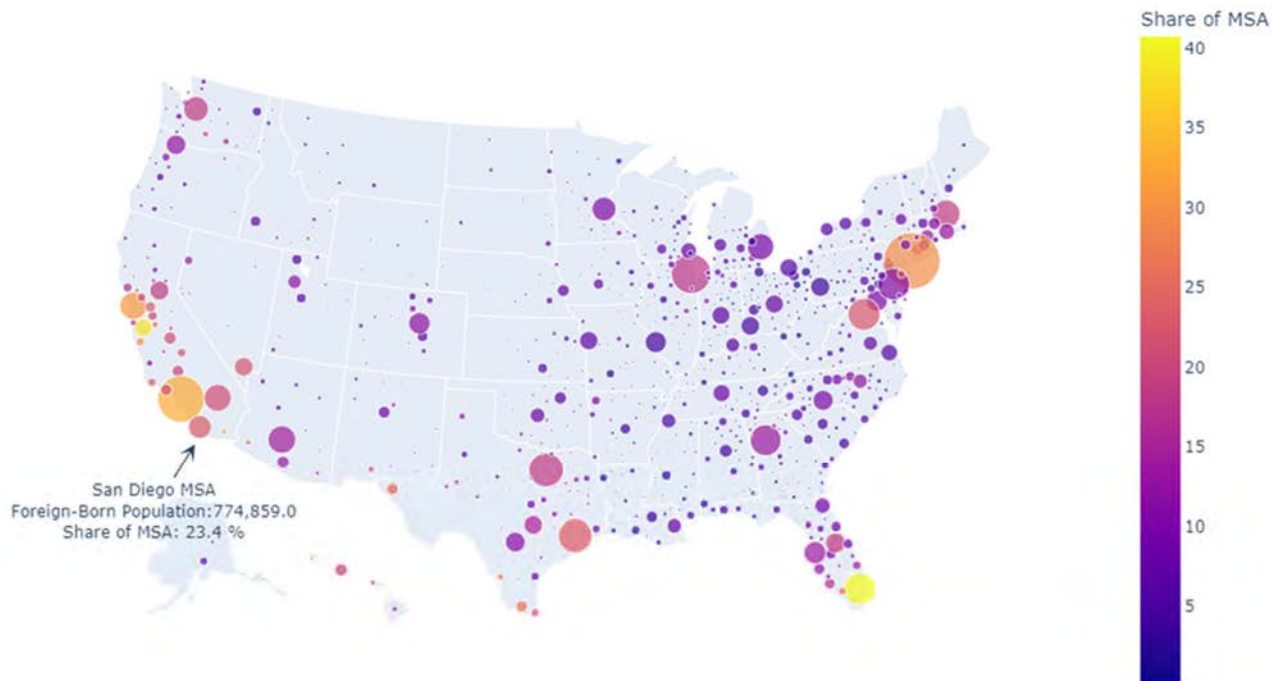 Share of MSA
40
35
30
25
20
15
10
5
San Diego MSA
Foreign-Born Population:774,859.0
Share of MSA: 23.4 %